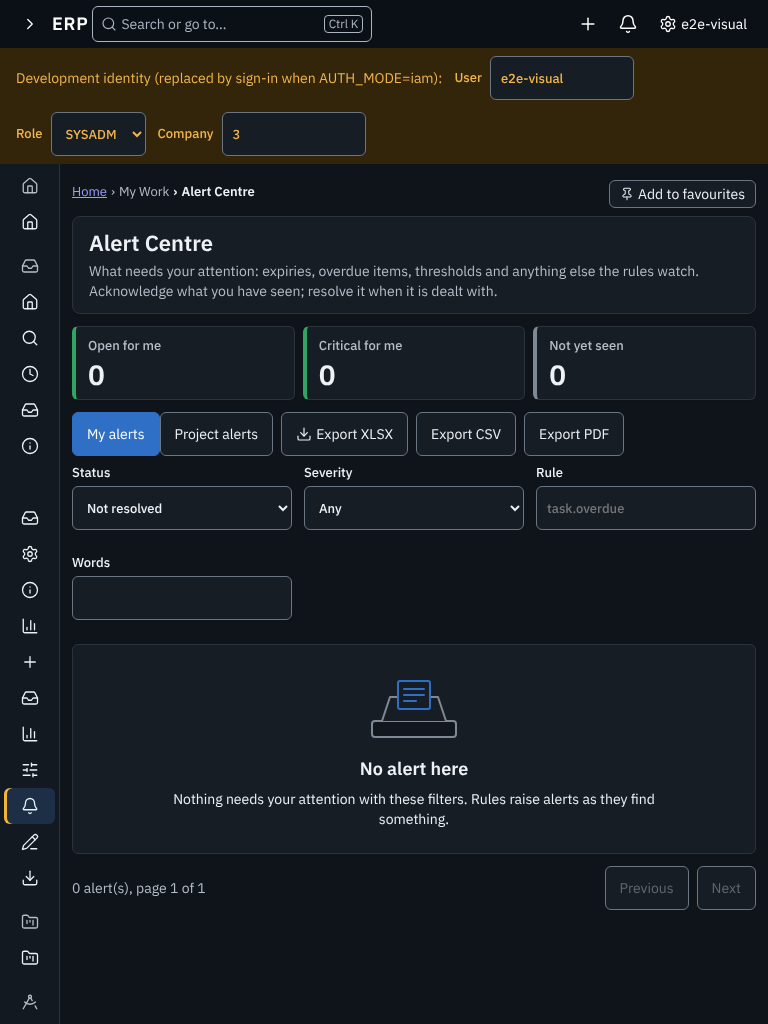 ERP
Search or go to...
Ctrl K
e2e-visual
Development identity (replaced by sign-in when AUTH_MODE=iam):
User
e2e-visual
Role
SYSADM
Company
3
Home › My Work › Alert Centre
Add to favourites
Alert Centre
What needs your attention: expiries, overdue items, thresholds and anything else the rules watch.
Acknowledge what you have seen; resolve it when it is dealt with.
Open for me
0
Critical for me
0
Not yet seen
0
My alerts
Project alerts
Export XLSX
Export CSV
Export PDF
Status
Not resolved
Severity
Any
Rule
task.overdue
Words
No alert here
Nothing needs your attention with these filters. Rules raise alerts as they find
something.
0 alert(s), page 1 of 1
Previous
Next